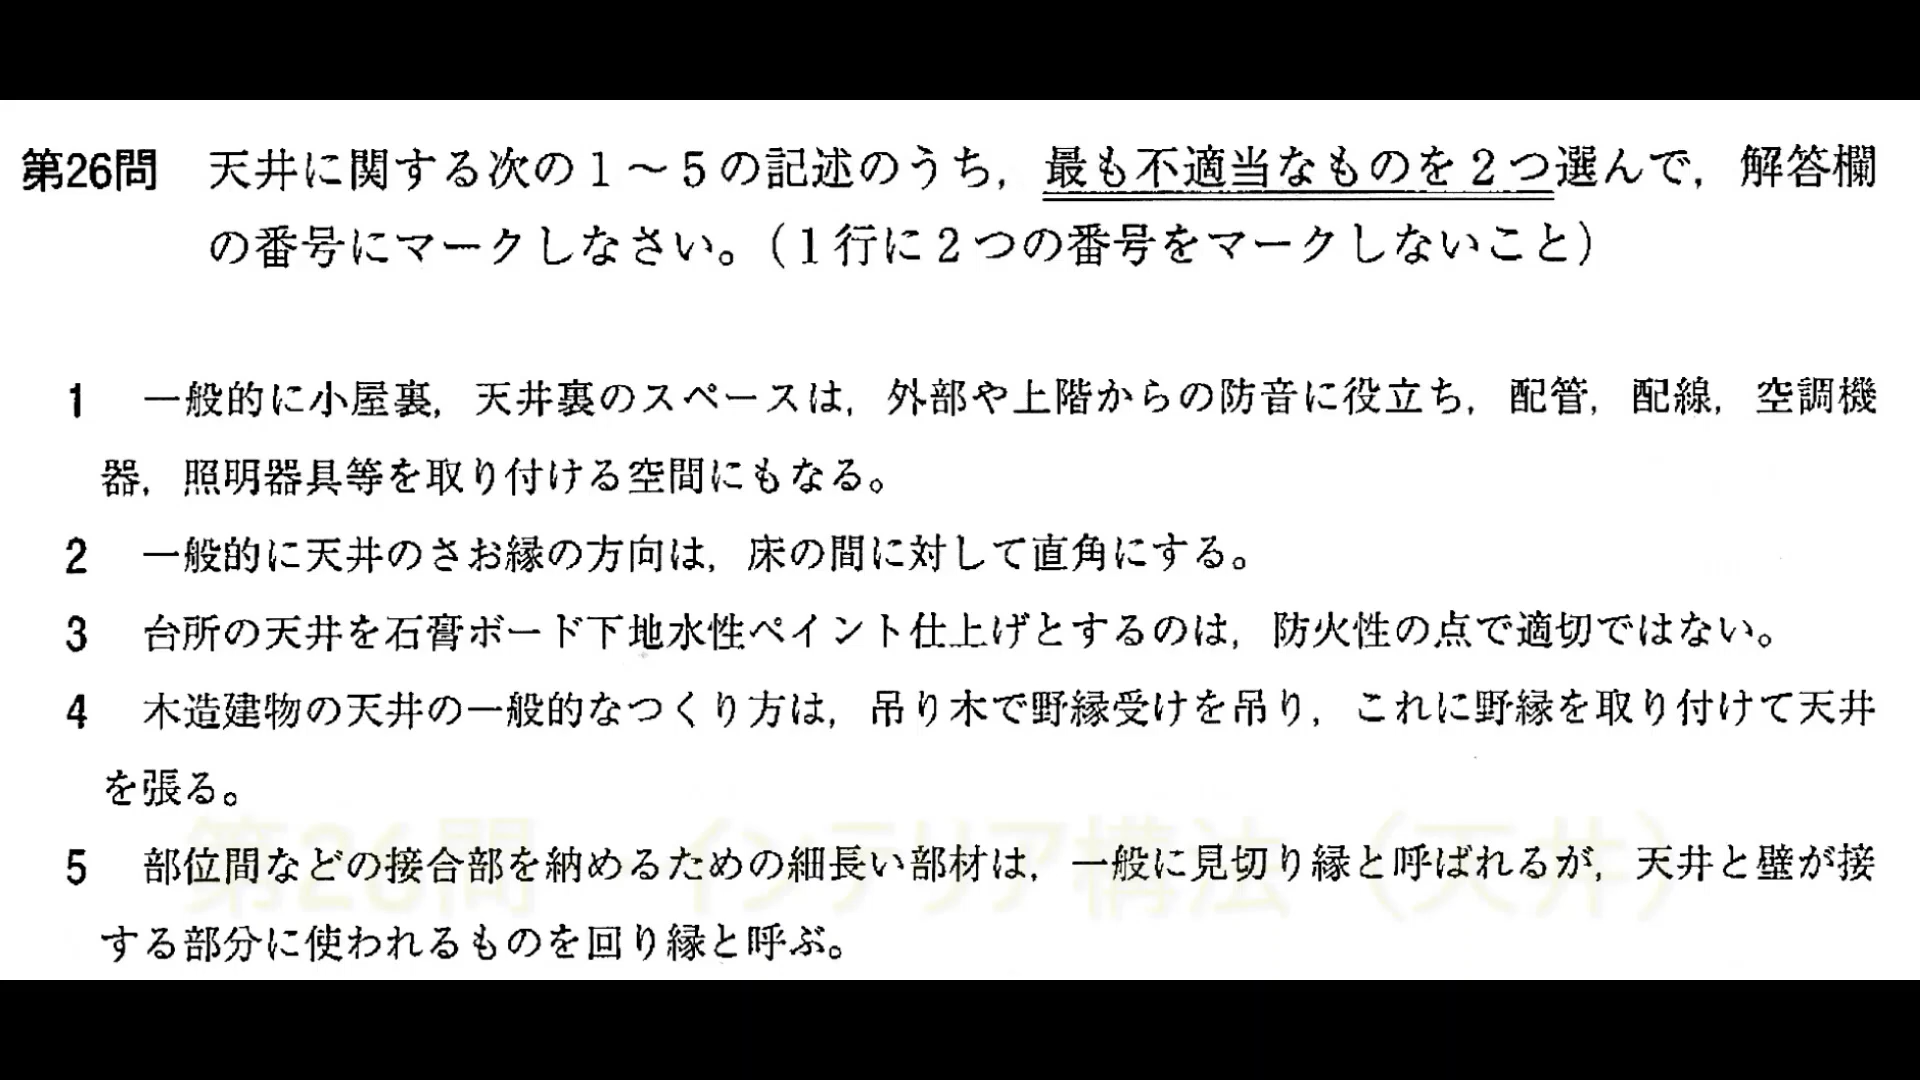 第26問 天井に関する次の1~5の記述のうち，最も不適当なものを2つ選んで，解答欄
の番号にマークしなさい。（1行に2つの番号をマークしないこと）
1 一般的に小屋裏，天井裏のスペースは，外部や上階からの防音に役立ち，配管，配線，空調機
器，照明器具等を取り付ける空間にもなる。
2 一般的に天井のさお縁の方向は，床の間に対して直角にする。
3 台所の天井を石膏ボード下地水性ペイント仕上げとするのは，防火性の点で適切ではない。
4 木造建物の天井の一般的なつくり方は，吊り木で野縁受けを吊り，これに野縁を取り付けて天井
を張る。
第26問 インテリア構法（天井）
5 部位間などの接合部を納めるための細長い部材は，一般に見切り縁と呼ばれるが，天井と壁が接
する部分に使われるものを回り縁と呼ぶ。